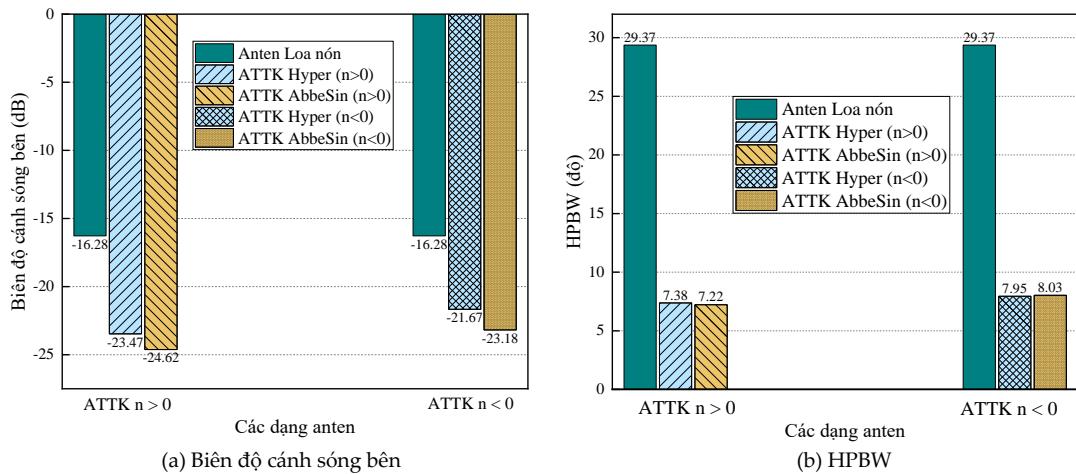 0
-5
-10
-15
-20
-25
Biên độ cánh sóng bên (dB)
Anten Loa nón
ATTK Hyper (n>0)
ATTK AbbeSin (n>0)
ATTK Hyper (n<0)
ATTK AbbeSin (n<0)
-16.28
-23.47
-24.62
-16.28
-21.67
-23.18
ATTK n > 0
ATTK n < 0
Các dạng anten
(a) Biên độ cánh sóng bên
30
25
20
15
10
5
0
HPBW (độ)
Anten Loa nón
ATTK Hyper (n>0)
ATTK AbbeSin (n>0)
ATTK Hyper (n<0)
ATTK AbbeSin (n<0)
29.37
7.38
7.22
29.37
7.95
8.03
ATTK n > 0
ATTK n < 0
Các dạng anten
(b) HPBW